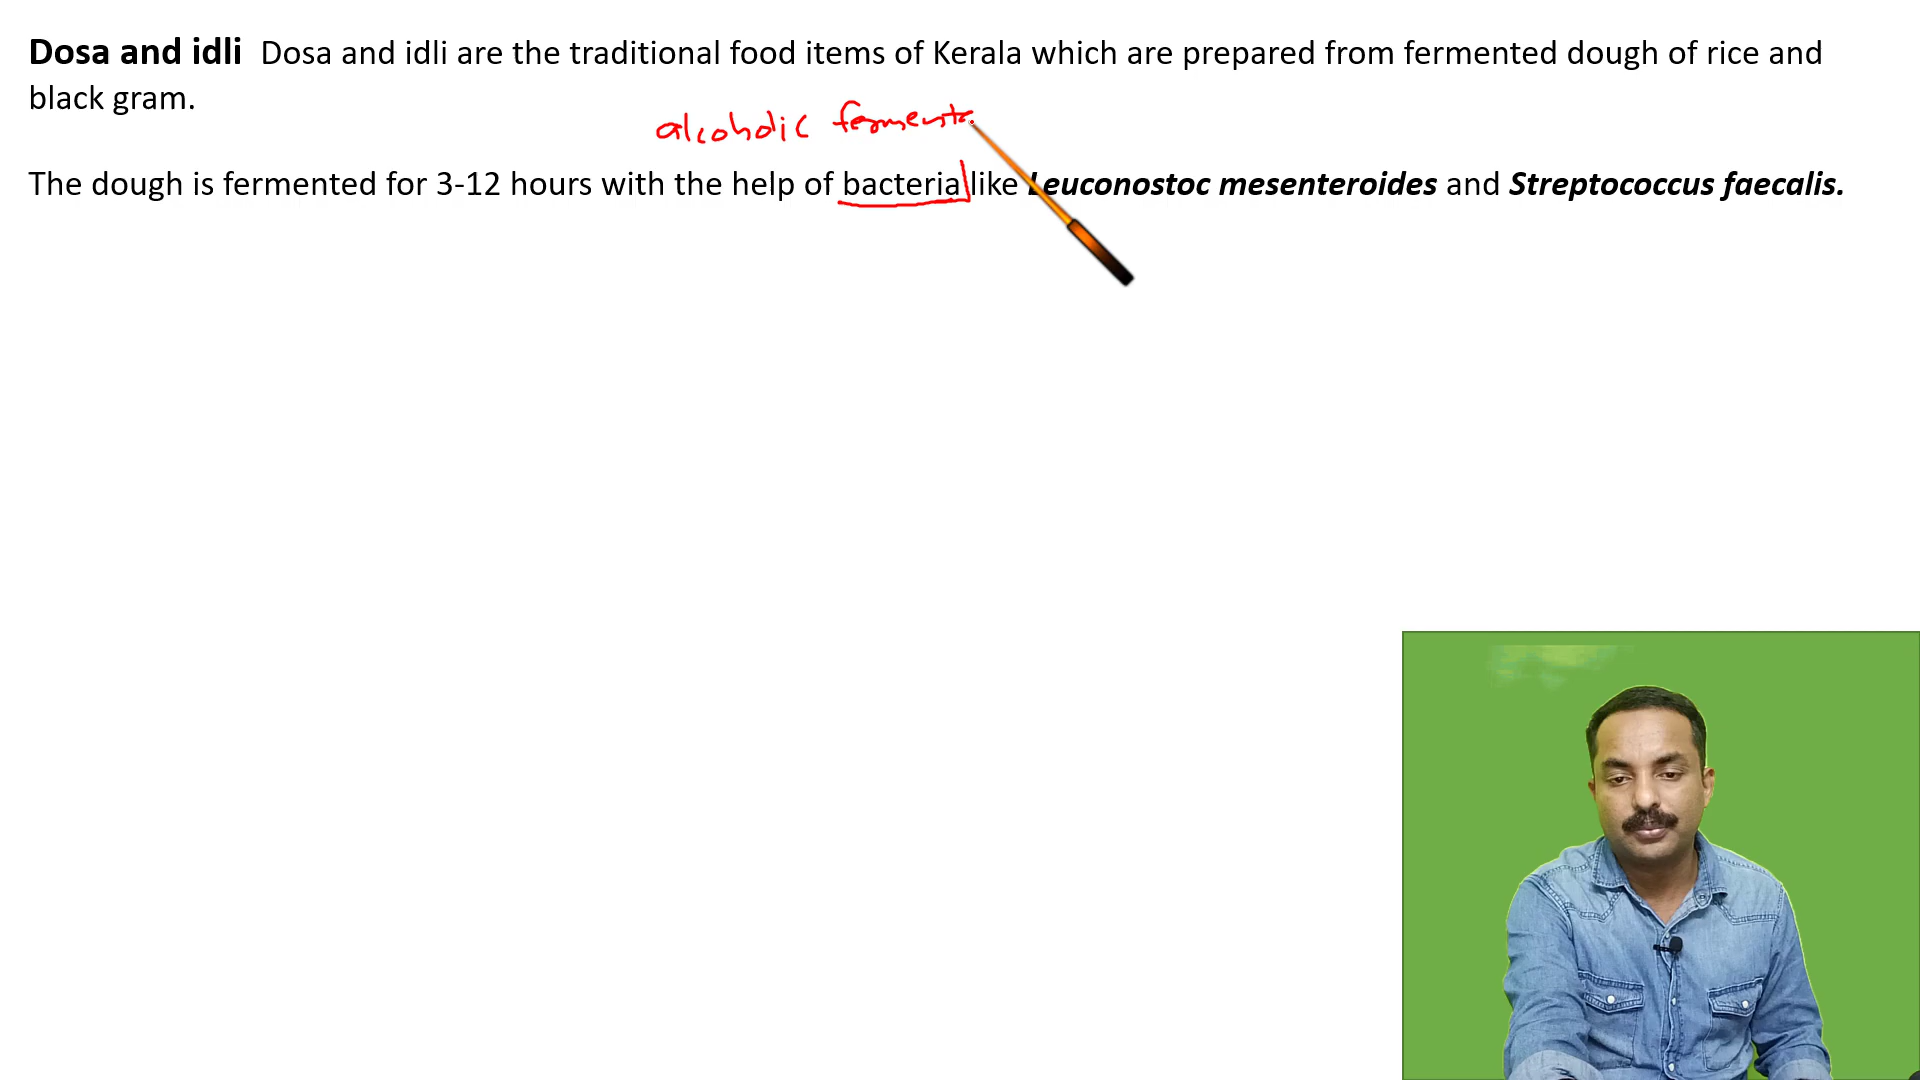 Dosa and idli Dosa and idli are the traditional food items of Kerala which are prepared from fermented dough of rice and
black gram.
alcoholic fermenta
The dough is fermented for 3-12 hours with the help of bacteria like Leuconostoc mesenteroides and Streptococcus faecalis.